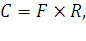 C = F × R,